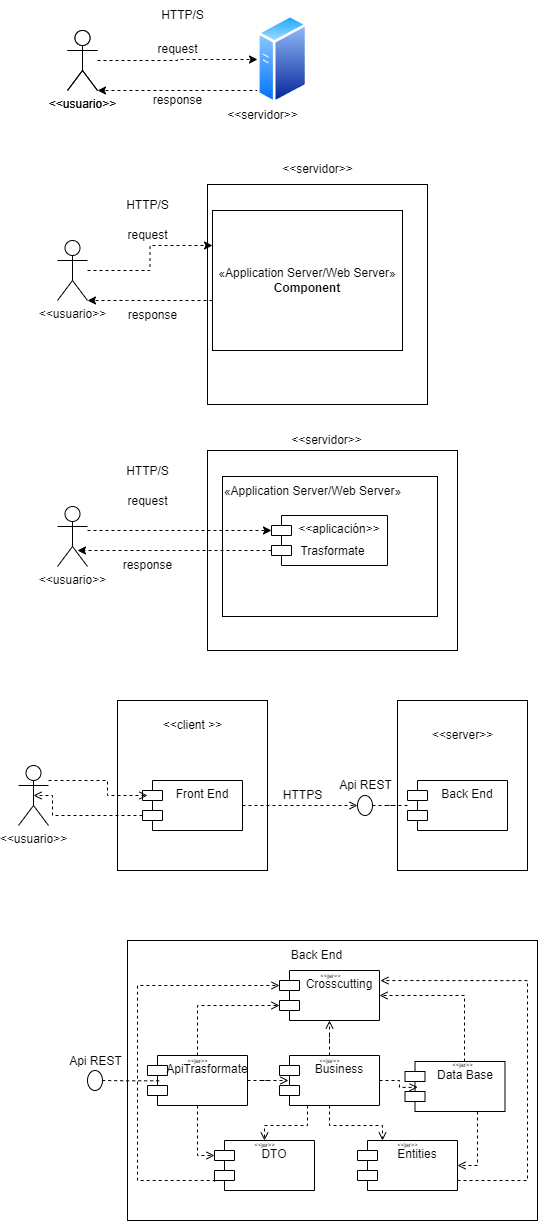 HTTP/S
request
response
<<usuario>>
<<servidor>>
<<servidor>>
HTTP/S
request
«Application Server/Web Server»
Component
<<usuario>>
response
<<servidor>>
HTTP/S
«Application Server/Web Server»
request
<<aplicación>>
Trasformate
response
<<usuario>>
<<client >>
<<server>>
Front End
HTTPS
Api REST
Back End
<<usuario>>
Back End
<<jar>>
Crosscutting
Api REST
<<jar>>
ApiTrasformate
<<jar>>
Business
<<jar>>
Data Base
<<jar>>
DTO
<<jar>>
Entities